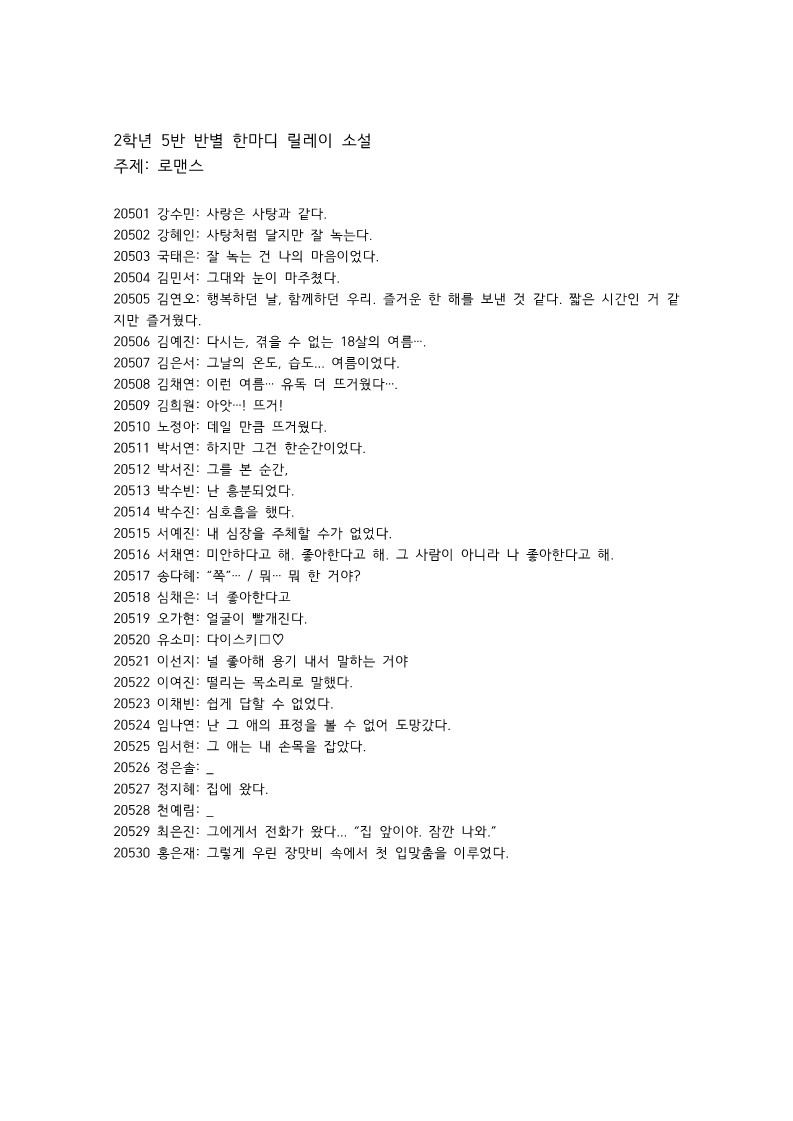 2학년 5반 반별 한마디 릴레이 소설
주제: 로맨스
20501 강수민: 사랑은 사탕과 같다.
20502 강혜인: 사탕처럼 달지만 잘 녹는다.
20503 국태은: 잘 녹는 건 나의 마음이었다.
20504 김민서: 그대와 눈이 마주쳤다.
20505 김연오: 행복하던 날, 함께하던 우리. 즐거운 한 해를 보낸 것 같다. 짧은 시간인 거 같
지만 즐거웠다.
20506 김예진: 다시는, 겪을 수 없는 18살의 여름….
20507 김은서: 그날의 온도, 습도... 여름이었다.
20508 김채연: 이런 여름… 유독 더 뜨거웠다….
20509 김희원: 아앗…! 뜨거!
20510 노정아: 데일 만큼 뜨거웠다.
20511 박서연: 하지만 그건 한순간이었다.
20512 박서진: 그를 본 순간,
20513 박수빈: 난 흥분되었다.
20514 박수진: 심호흡을 했다.
20515 서예진: 내 심장을 주체할 수가 없었다.
20516 서채연: 미안하다고 해. 좋아한다고 해. 그 사람이 아니라 나 좋아한다고 해.
20517 송다혜: “쪽”… / 뭐… 뭐 한 거야?
20518 심채은: 너 좋아한다고
20519 오가현: 얼굴이 빨개진다.
20520 유소미: 다이스키□♡
20521 이선지: 널 좋아해 용기 내서 말하는 거야
20522 이여진: 떨리는 목소리로 말했다.
20523 이채빈: 쉽게 답할 수 없었다.
20524 임나연: 난 그 애의 표정을 볼 수 없어 도망갔다.
20525 임서현: 그 애는 내 손목을 잡았다.
20526 정은솔: _
20527 정지혜: 집에 왔다.
20528 천예림: _
20529 최은진: 그에게서 전화가 왔다... “집 앞이야. 잠깐 나와.”
20530 홍은재: 그렇게 우린 장맛비 속에서 첫 입맞춤을 이루었다.